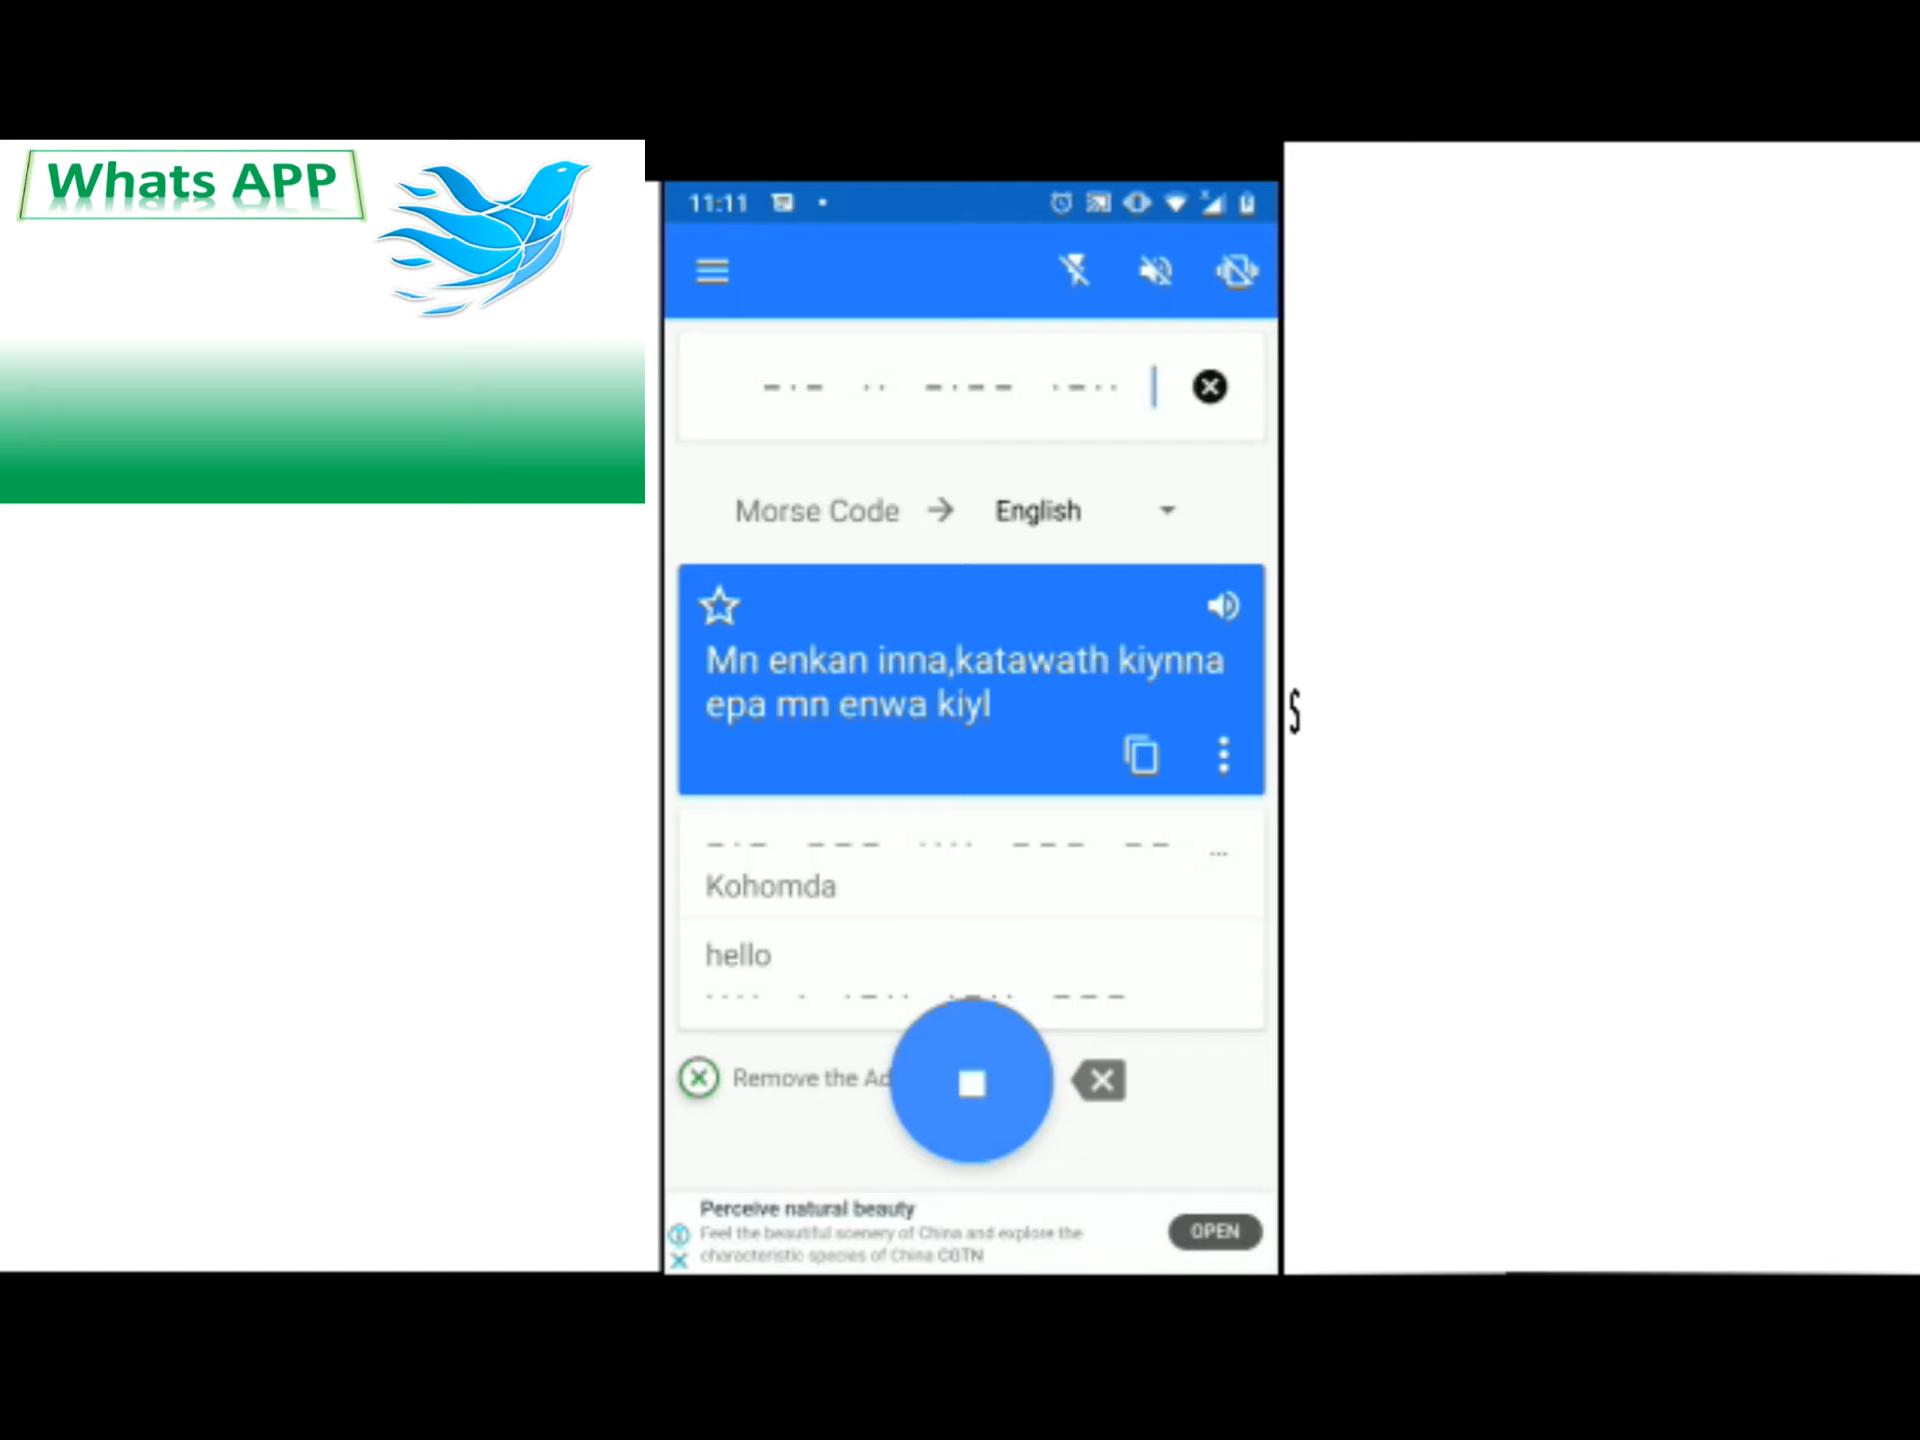 Whats APP
11:11
— · —   · ·   — · — —   · — · ·
Morse Code → English
Mn enkan inna,katawath kiynna
epa mn enwa kiyl
— · —   — — —   · · · ·   — — —   — — ...
Kohomda
hello
· · · ·   ·   · — · ·   · — · ·   — — —
Remove the Ad
Perceive natural beauty
Feel the beautiful scenery of China and explore the
characteristic species of China CGTN
OPEN
S